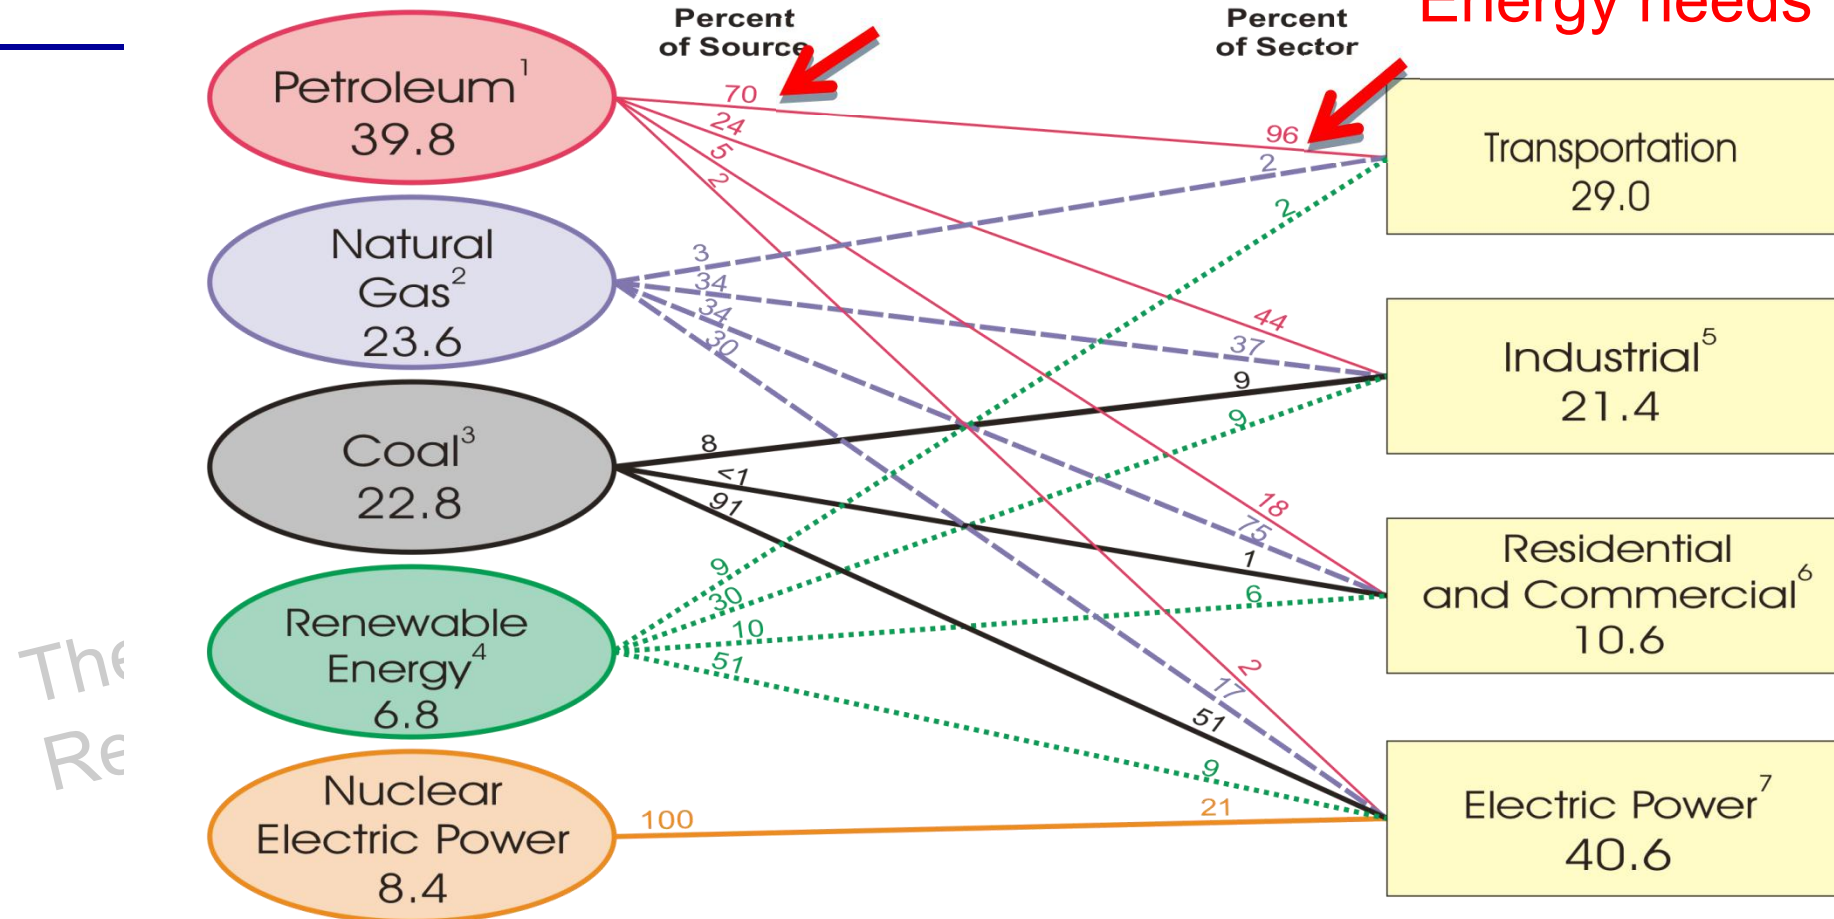 Energy needs
Percent
of Source
Percent
of Sector
Petroleum1
39.8
Natural
Gas2
23.6
Coal3
22.8
Renewable
Energy4
6.8
Nuclear
Electric Power
8.4
70
24
5
2
3
34
34
30
8
<1
91
9
30
10
51
100
96
2
2
44
37
9
9
18
75
1
6
2
17
51
9
21
Transportation
29.0
Industrial5
21.4
Residential
and Commercial6
10.6
Electric Power7
40.6